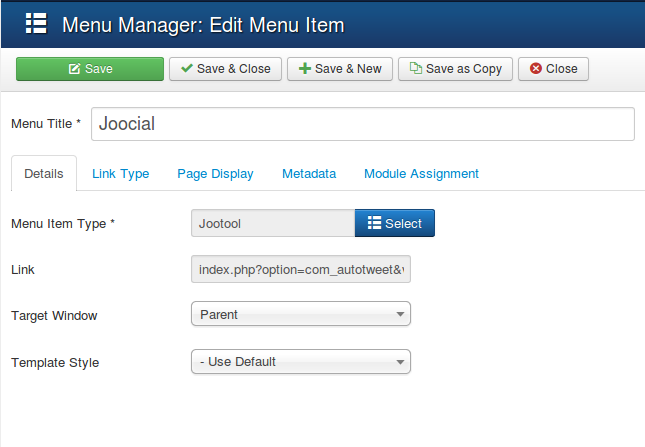 Menu Manager: Edit Menu Item
Save Save & Close Save & New Save as Copy Close
Menu Title * Joocial
Details Link Type Page Display Metadata Module Assignment
Menu Item Type * Jootool Select
Link index.php?option=com_autotweet&
Target Window Parent
Template Style - Use Default